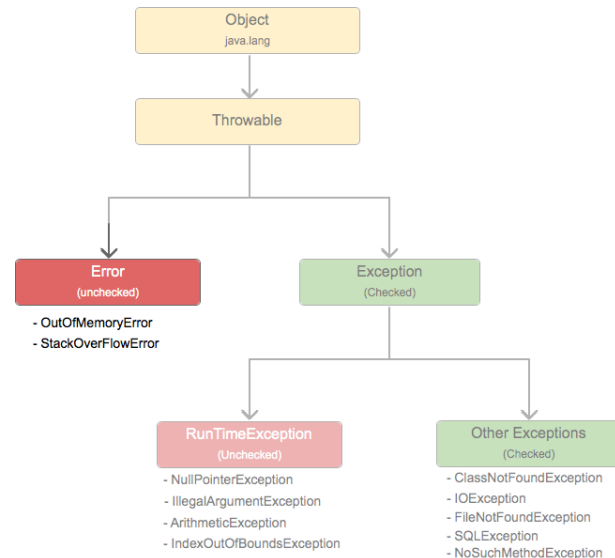 Object
java.lang
Throwable
Error
(unchecked)
- OutOfMemoryError
- StackOverFlowError
Exception
(Checked)
RunTimeException
(Unchecked)
- NullPointerException
- IllegalArgumentException
- ArithmeticException
- IndexOutOfBoundsException
Other Exceptions
(Checked)
- ClassNotFoundException
- IOException
- FileNotFoundException
- SQLException
- NoSuchMethodException